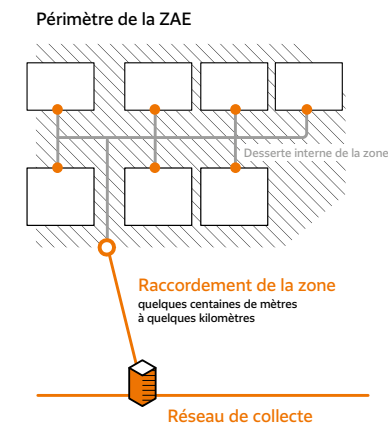 Périmètre de la ZAE
Desserte interne de la zone
Raccordement de la zone
quelques centaines de mètres
à quelques kilomètres
Réseau de collecte